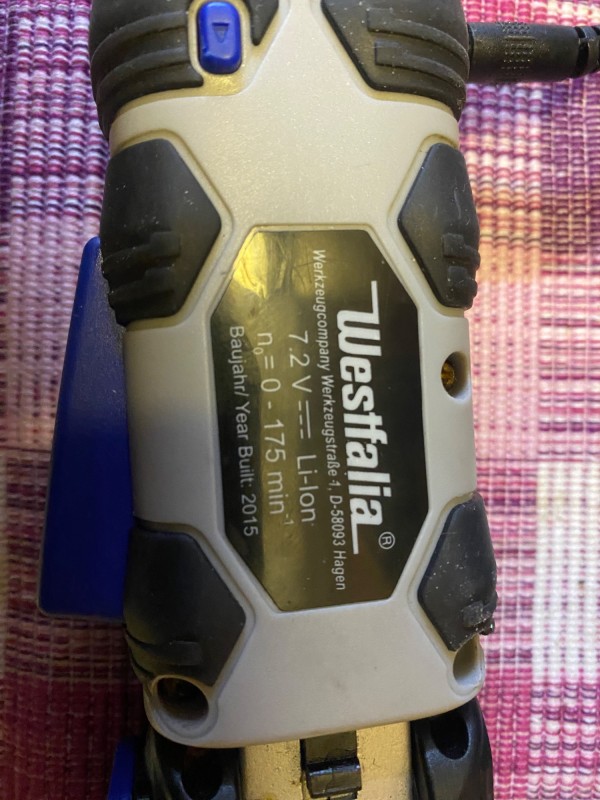 Westfalia®
Werkzeugcompany Werkzeugstraße 1, D-58093 Hagen
7.2 V ⎓ Li-Ion
n₀ = 0 - 175 min⁻¹
Baujahr/ Year Built: 2015